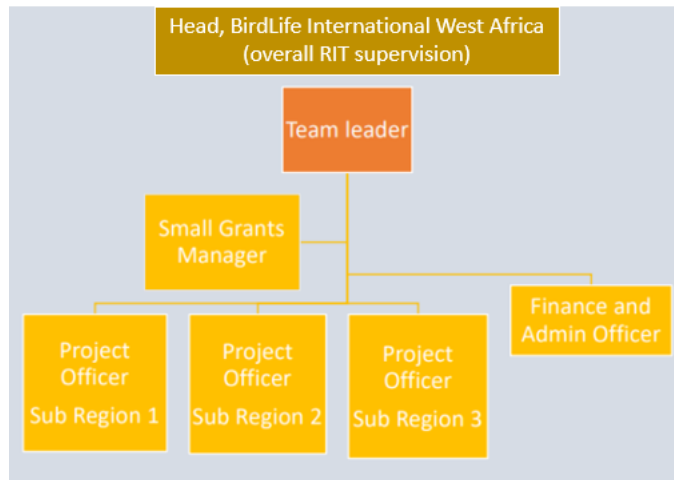 Head, BirdLife International West Africa
(overall RIT supervision)
Team leader
Small Grants
Manager
Finance and
Admin Officer
Project
Officer
Sub Region 1
Project
Officer
Sub Region 2
Project
Officer
Sub Region 3